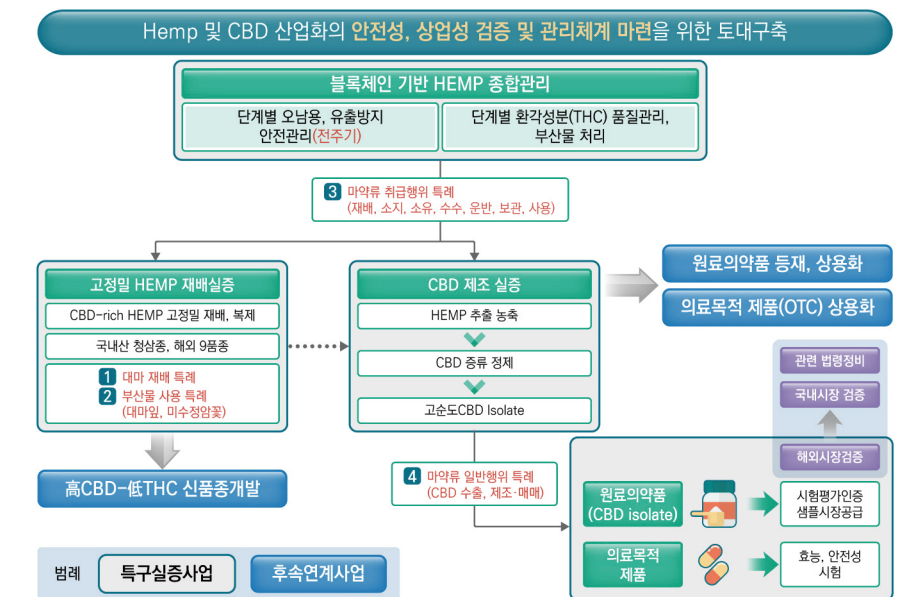 Hemp 및 CBD 산업화의 안전성, 상업성 검증 및 관리체계 마련을 위한 토대구축
블록체인 기반 HEMP 종합관리
단계별 오남용, 유출방지
안전관리(전주기)
단계별 환각성분(THC) 품질관리,
부산물 처리
3 마약류 취급행위 특례
(재배, 소지, 소유, 수수, 운반, 보관, 사용)
고정밀 HEMP 재배실증
CBD-rich HEMP 고정밀 재배, 복제
국내산 청삼종, 해외 9품종
1 대마 재배 특례
2 부산물 사용 특례
(대마잎, 미수정암꽃)
高CBD-低THC 신품종개발
CBD 제조 실증
HEMP 추출 농축
CBD 증류 정제
고순도CBD Isolate
4 마약류 일반행위 특례
(CBD 수출, 제조·매매)
원료의약품 등재, 상용화
의료목적 제품(OTC) 상용화
관련 법령정비
국내시장 검증
해외시장검증
원료의약품
(CBD isolate)
시험평가인증
샘플시장공급
의료목적
제품
효능, 안전성
시험
범례
특구실증사업
후속연계사업